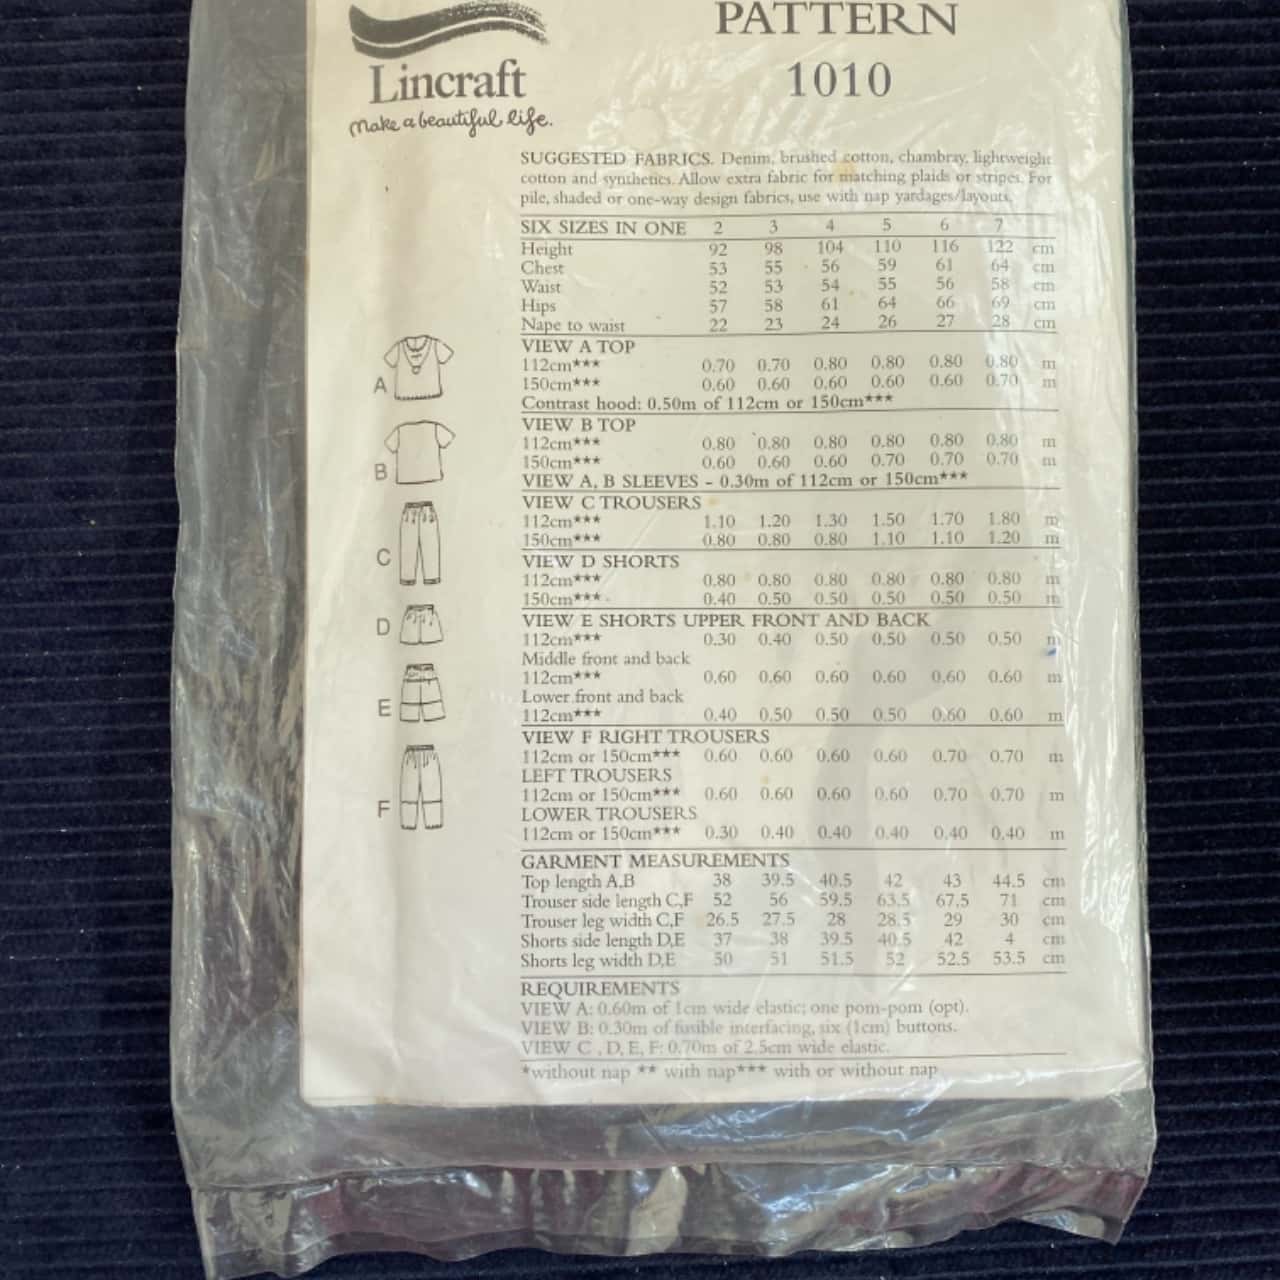 PATTERN
1010
Lincraft
Make a beautiful life.
SUGGESTED FABRICS. Denim, brushed cotton, chambray, lightweight
cotton and synthetics. Allow extra fabric for matching plaids or stripes. For
pile, shaded or one-way design fabrics, use with nap yardages/layouts.
SIX SIZES IN ONE 2 3 4 5 6 7
Height 92 98 104 110 116 122 cm
Chest 53 55 56 59 61 64 cm
Waist 52 53 54 55 56 58 cm
Hips 57 58 61 64 66 69 cm
Nape to waist 22 23 24 26 27 28 cm
VIEW A TOP
112cm*** 0.70 0.70 0.80 0.80 0.80 0.80 m
150cm*** 0.60 0.60 0.60 0.60 0.60 0.70 m
Contrast hood: 0.50m of 112cm or 150cm***
VIEW B TOP
112cm*** 0.80 0.80 0.80 0.80 0.80 0.80 m
150cm*** 0.60 0.60 0.60 0.70 0.70 0.70 m
VIEW A, B SLEEVES - 0.30m of 112cm or 150cm***
VIEW C TROUSERS
112cm*** 1.10 1.20 1.30 1.50 1.70 1.80 m
150cm*** 0.80 0.80 0.80 1.10 1.10 1.20 m
VIEW D SHORTS
112cm*** 0.80 0.80 0.80 0.80 0.80 0.80 m
150cm*** 0.40 0.50 0.50 0.50 0.50 0.50 m
VIEW E SHORTS UPPER FRONT AND BACK
112cm*** 0.30 0.40 0.50 0.50 0.50 0.50 m
Middle front and back
112cm*** 0.60 0.60 0.60 0.60 0.60 0.60 m
Lower front and back
112cm*** 0.40 0.50 0.50 0.50 0.60 0.60 m
VIEW F RIGHT TROUSERS
112cm or 150cm*** 0.60 0.60 0.60 0.60 0.70 0.70 m
LEFT TROUSERS
112cm or 150cm*** 0.60 0.60 0.60 0.60 0.70 0.70 m
LOWER TROUSERS
112cm or 150cm*** 0.30 0.40 0.40 0.40 0.40 0.40 m
GARMENT MEASUREMENTS
Top length A,B 38 39.5 40.5 42 43 44.5 cm
Trouser side length C,F 52 56 59.5 63.5 67.5 71 cm
Trouser leg width C,F 26.5 27.5 28 28.5 29 30 cm
Shorts side length D,E 37 38 39.5 40.5 42 4 cm
Shorts leg width D,E 50 51 51.5 52 52.5 53.5 cm
REQUIREMENTS
VIEW A: 0.60m of 1cm wide elastic; one pom-pom (opt).
VIEW B: 0.30m of fusible interfacing, six (1cm) buttons.
VIEW C , D, E, F: 0.70m of 2.5cm wide elastic.
*without nap ** with nap*** with or without nap
A
B
C
D
E
F